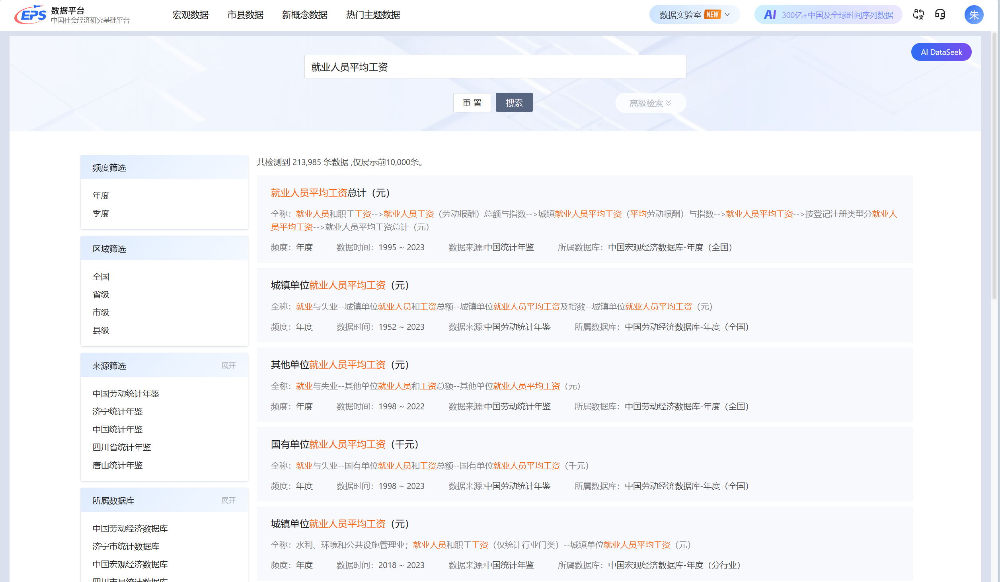 EPS 数据平台
中国社会经济研究基础平台
宏观数据 市县数据 新概念数据 热门主题数据
数据实验室 NEW
AI 300亿+中国及全球时间序列数据
朱
AI DataSeek
就业人员平均工资
重 置 搜索 高级检索
频度筛选
年度
季度
区域筛选
全国
省级
市级
县级
来源筛选 展开
中国劳动统计年鉴
济宁统计年鉴
中国统计年鉴
四川省统计年鉴
唐山统计年鉴
所属数据库 展开
中国劳动经济数据库
济宁市统计数据库
中国宏观经济数据库
四川市县统计数据库
共检测到 213,985 条数据 ,仅展示前10,000条。
就业人员平均工资总计（元）
全称：就业人员和职工工资-->就业人员工资（劳动报酬）总额与指数-->城镇就业人员平均工资（平均劳动报酬）与指数-->就业人员平均工资-->按登记注册类型分就业人
员平均工资-->就业人员平均工资总计（元）
频度：年度 数据时间：1995 ~ 2023 数据来源:中国统计年鉴 所属数据库：中国宏观经济数据库-年度（全国）
城镇单位就业人员平均工资（元）
全称：就业与失业--城镇单位就业人员和工资总额--城镇单位就业人员平均工资及指数--城镇单位就业人员平均工资（元）
频度：年度 数据时间：1952 ~ 2023 数据来源:中国劳动统计年鉴 所属数据库：中国劳动经济数据库-年度（全国）
其他单位就业人员平均工资（元）
全称：就业与失业--其他单位就业人员和工资总额--其他单位就业人员平均工资（元）
频度：年度 数据时间：1998 ~ 2022 数据来源:中国劳动统计年鉴 所属数据库：中国劳动经济数据库-年度（全国）
国有单位就业人员平均工资（千元）
全称：就业与失业--国有单位就业人员和工资总额--国有单位就业人员平均工资（千元）
频度：年度 数据时间：1998 ~ 2023 数据来源:中国劳动统计年鉴 所属数据库：中国劳动经济数据库-年度（全国）
城镇单位就业人员平均工资（元）
全称：水利、环境和公共设施管理业；就业人员和职工工资（仅统计行业门类）--城镇单位就业人员平均工资（元）
频度：年度 数据时间：2018 ~ 2023 数据来源:中国统计年鉴 所属数据库：中国宏观经济数据库-年度（分行业）